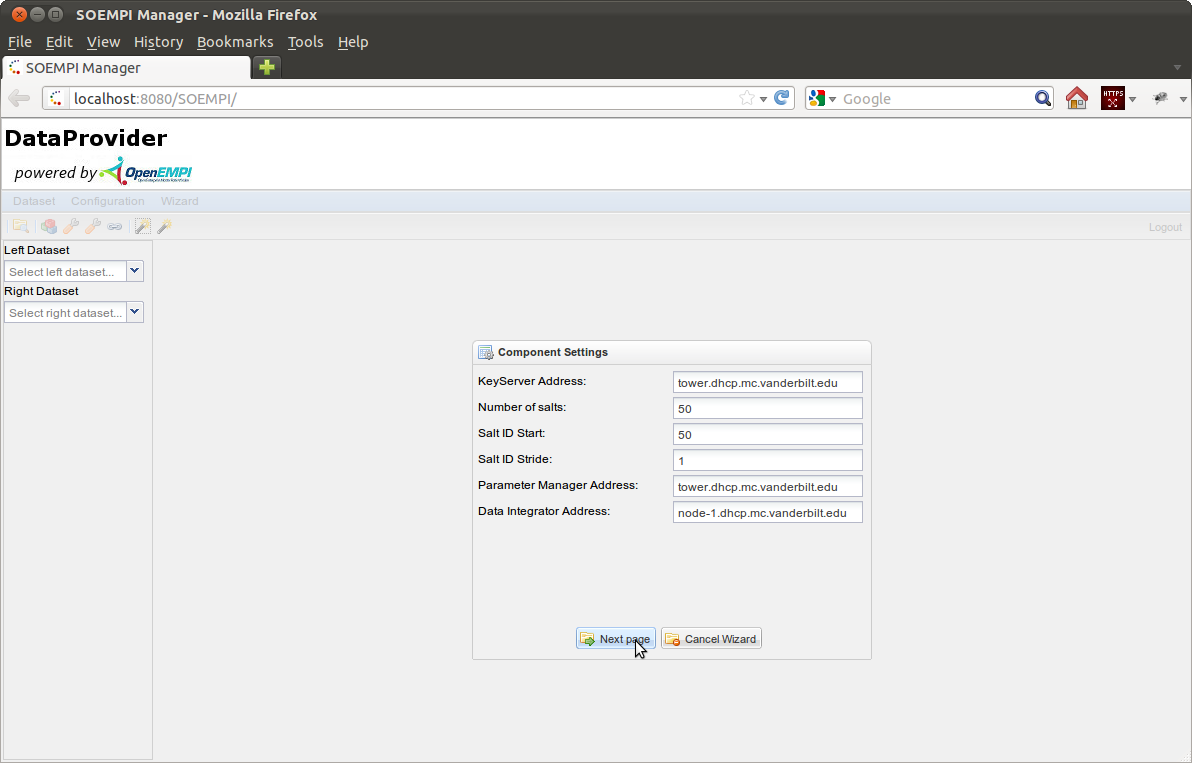 SOEMPI Manager - Mozilla Firefox
File Edit View History Bookmarks Tools Help
SOEMPI Manager
localhost:8080/SOEMPI/
Google
HTTPS
DataProvider
powered by OpenEMPI
Dataset Configuration Wizard
Logout
Left Dataset
Select left dataset...
Right Dataset
Select right dataset...
Component Settings
KeyServer Address: tower.dhcp.mc.vanderbilt.edu
Number of salts: 50
Salt ID Start: 50
Salt ID Stride: 1
Parameter Manager Address: tower.dhcp.mc.vanderbilt.edu
Data Integrator Address: node-1.dhcp.mc.vanderbilt.edu
Next page Cancel Wizard